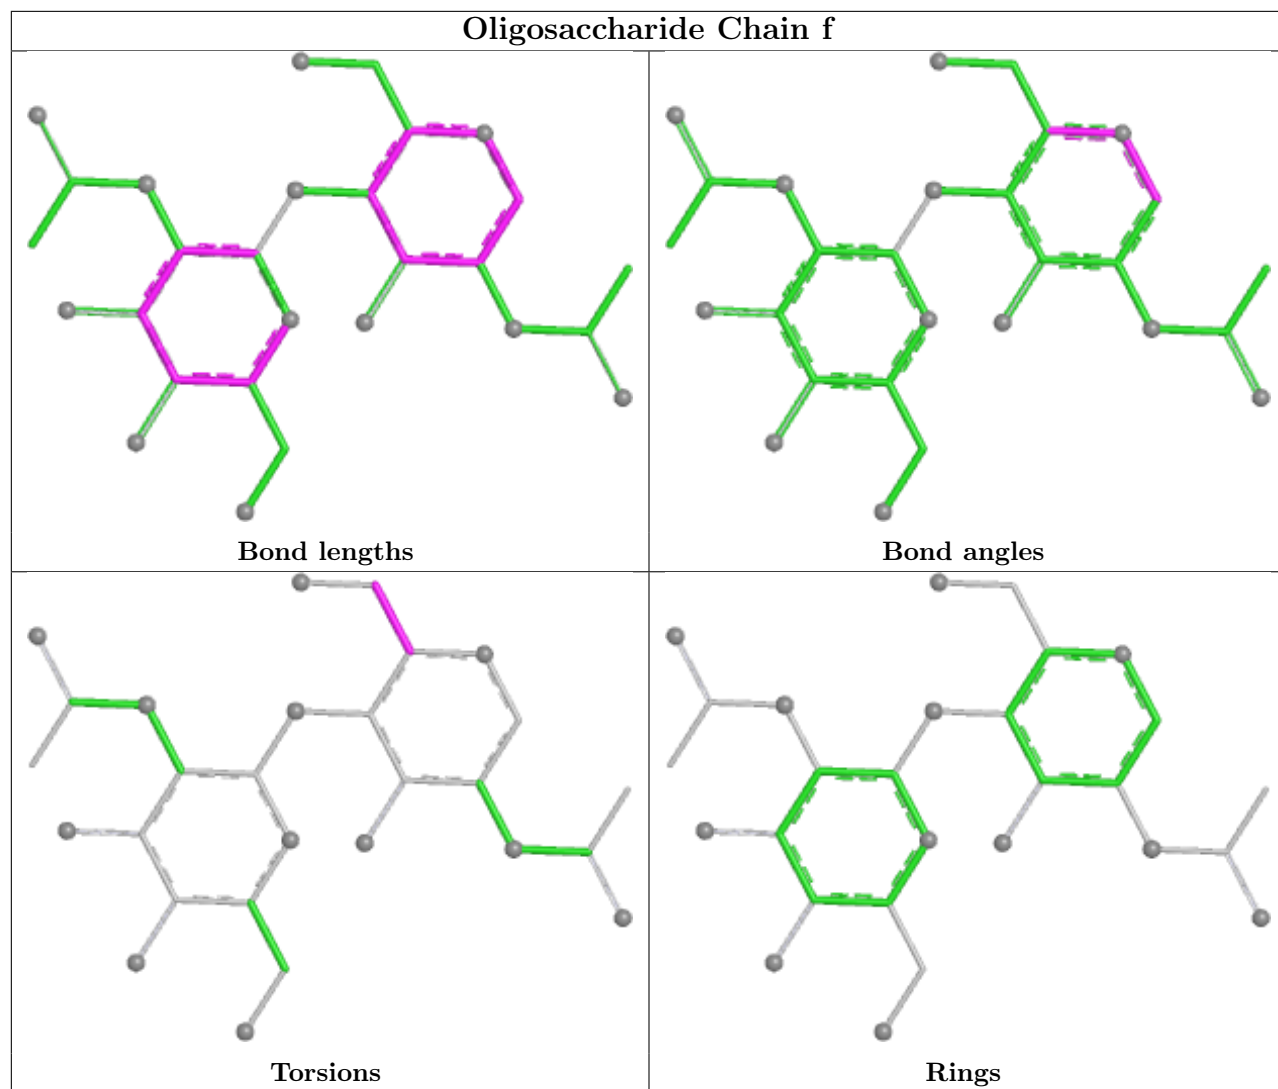 Oligosaccharide Chain f
Bond lengths
Bond angles
Torsions
Rings